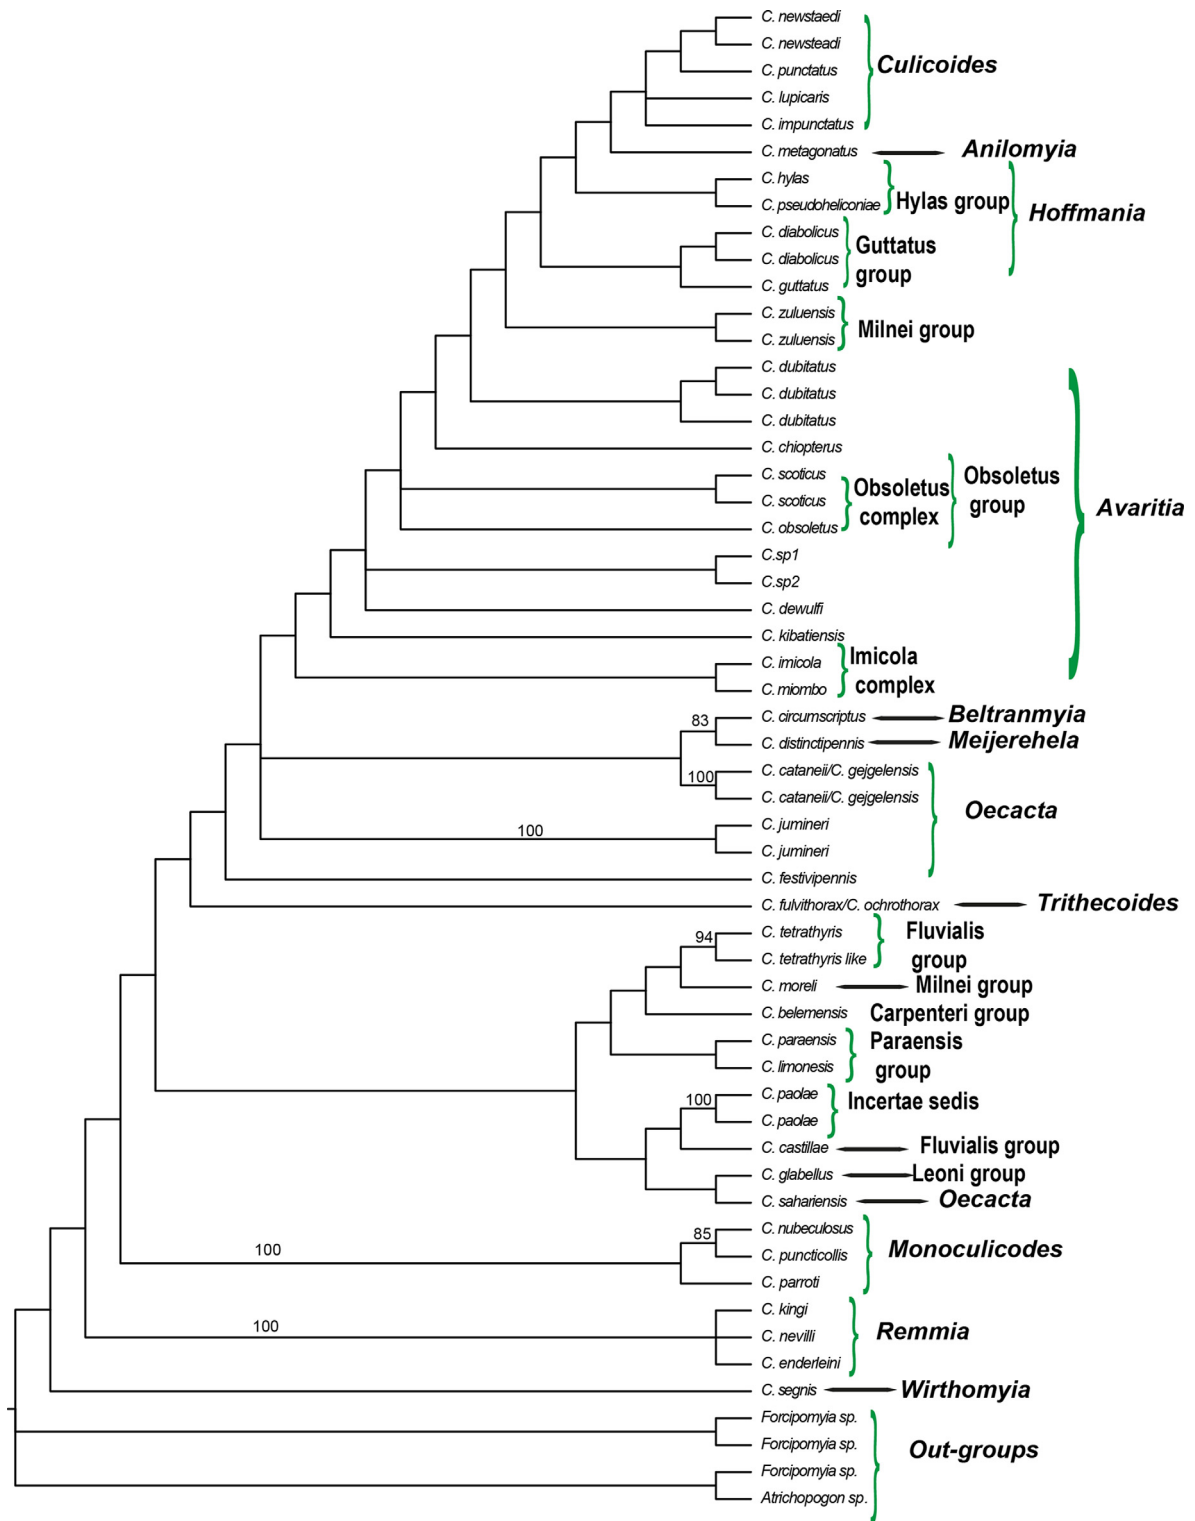 C. newstaedi
C. newsteadi
C. punctatus
Culicoides
C. lupicaris
C. impunctatus
C. metagonatus
Anilomyia
C. hylas
C. pseudoheliconiae
Hylas group
Hoffmania
C. diabolicus
C. diabolicus
C. guttatus
Guttatus
group
C. zuluensis
C. zuluensis
Milnei group
C. dubitatus
C. dubitatus
C. dubitatus
C. chiopterus
C. scoticus
C. scoticus
C. obsoletus
Obsoletus
complex
Obsoletus
group
Avaritia
C.sp1
C.sp2
C. dewulfi
C. kibatiensis
C. imicola
C. miombo
Imicola
complex
83
C. circumscriptus
Beltranmyia
C. distinctipennis
Meijerehela
100
C. cataneii/C. gejgelensis
C. cataneii/C. gejgelensis
Oecacta
100
C. jumineri
C. jumineri
C. festivipennis
C. fulvithorax/C. ochrothorax
Trithecoides
94
C. tetrathyris
C. tetrathyris like
Fluvialis
group
C. moreli
Milnei group
C. belemensis
Carpenteri group
C. paraensis
C. limonesis
Paraensis
group
100
C. paolae
C. paolae
Incertae sedis
C. castillae
Fluvialis group
C. glabellus
Leoni group
C. sahariensis
Oecacta
100
85
C. nubeculosus
C. puncticollis
C. parroti
Monoculicodes
100
C. kingi
C. nevilli
C. enderleini
Remmia
C. segnis
Wirthomyia
Forcipomyia sp.
Forcipomyia sp.
Forcipomyia sp.
Atrichopogon sp.
Out-groups